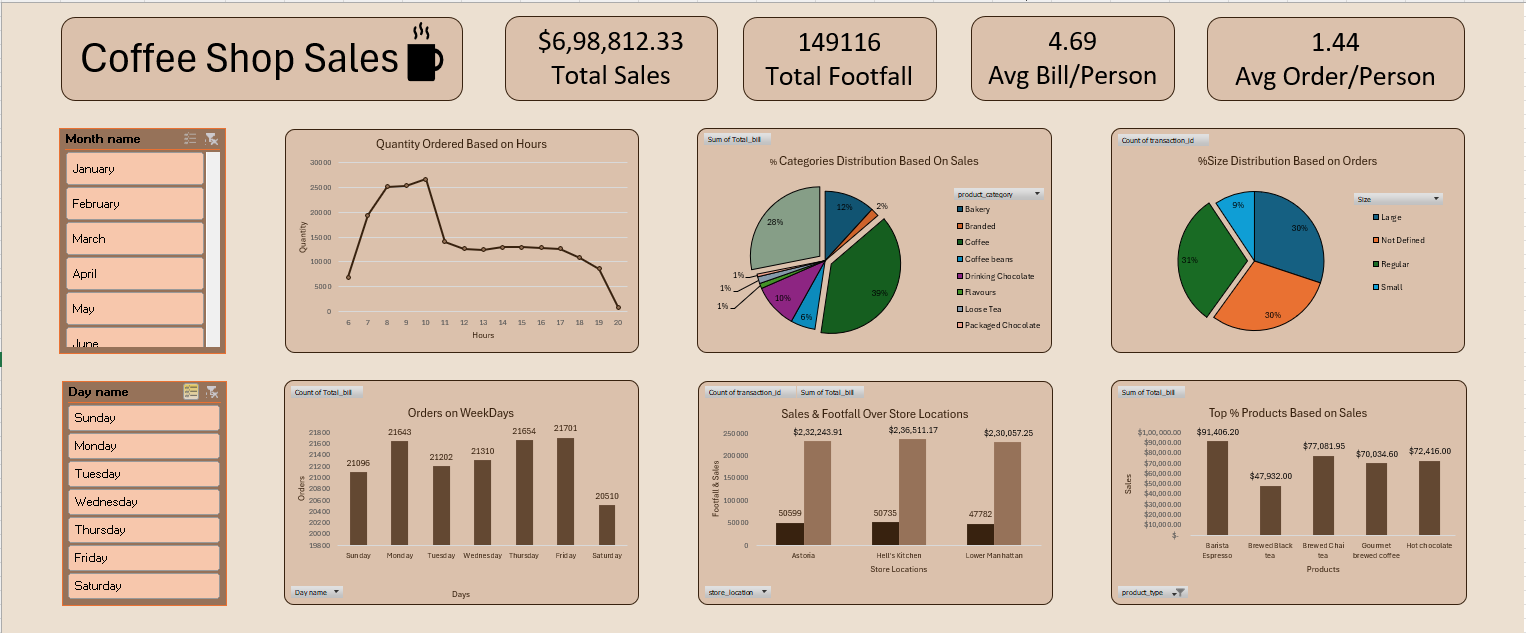 Coffee Shop Sales
$6,98,812.33
Total Sales
149116
Total Footfall
4.69
Avg Bill/Person
1.44
Avg Order/Person
Month name
January
February
March
April
May
June
Quantity Ordered Based on Hours
Quantity
30000
25000
20000
15000
10000
5000
0
6 7 8 9 10 11 12 13 14 15 16 17 18 19 20
Hours
Sum of Total_bill
% Categories Distribution Based On Sales
12%
2%
39%
6%
10%
1%
1%
1%
28%
product_category
Bakery
Branded
Coffee
Coffee beans
Drinking Chocolate
Flavours
Loose Tea
Packaged Chocolate
Count of transaction_id
%Size Distribution Based on Orders
30%
30%
31%
9%
Size
Large
Not Defined
Regular
Small
Day name
Sunday
Monday
Tuesday
Wednesday
Thursday
Friday
Saturday
Count of Total_bill
Orders on WeekDays
Orders
21800
21600
21400
21200
21000
20800
20600
20400
20200
20000
19800
21096 21643 21202 21310 21654 21701 20510
Sunday Monday Tuesday Wednesday Thursday Friday Saturday
Day name
Days
Count of transaction_id Sum of Total_bill
Sales & Footfall Over Store Locations
Footfall & Sales
250000
200000
150000
100000
50000
0
$2,32,243.91 $2,36,511.17 $2,30,057.25
50599 50735 47782
Astoria Hell's Kitchen Lower Manhattan
Store Locations
store_location
Sum of Total_bill
Top % Products Based on Sales
Sales
$1,00,000.00
$90,000.00
$80,000.00
$70,000.00
$60,000.00
$50,000.00
$40,000.00
$30,000.00
$20,000.00
$10,000.00
$-
$91,406.20 $47,932.00 $77,081.95 $70,034.60 $72,416.00
Barista Brewed Black Brewed Chai Gourmet Hot chocolate
Espresso tea tea brewed coffee
Products
product_type